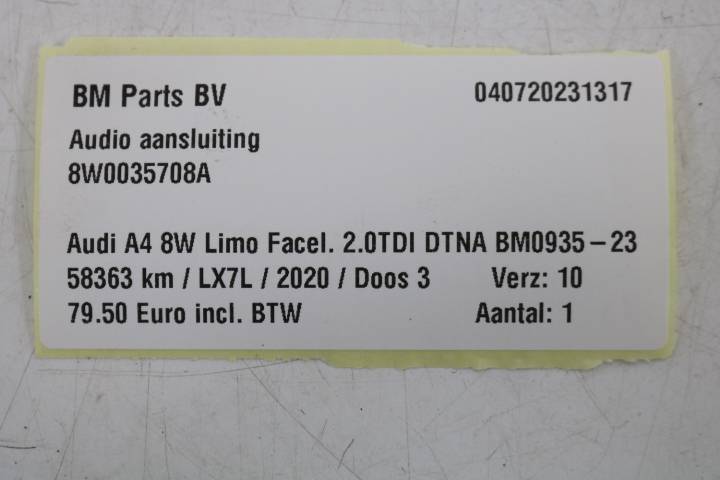 BM Parts BV 040720231317
Audio aansluiting
8W0035708A
Audi A4 8W Limo Facel. 2.0TDI DTNA BM0935-23
58363 km / LX7L / 2020 / Doos 3 Verz: 10
79.50 Euro incl. BTW Aantal: 1